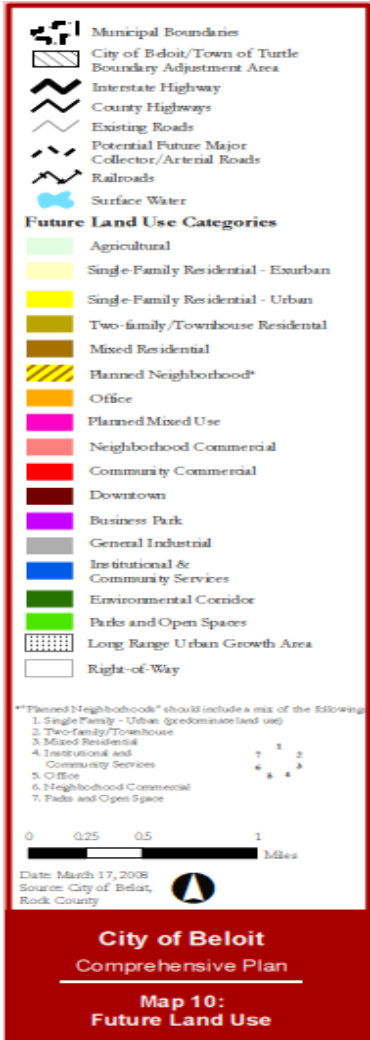 Municipal Boundaries
City of Beloit/Town of Turtle
Boundary Adjustment Area
Interstate Highway
County Highways
Existing Roads
Potential Future Major
Collector/Arterial Roads
Railroads
Surface Water
Future Land Use Categories
Agricultural
Single-Family Residential - Exurban
Single-Family Residential - Urban
Two-family/Townhouse Residental
Mixed Residential
Planned Neighborhood*
Office
Planned Mixed Use
Neighborhood Commercial
Community Commercial
Downtown
Business Park
General Industrial
Institutional &
Community Services
Environmental Corridor
Parks and Open Spaces
Long Range Urban Growth Area
Right-of-Way
*"Planned Neighborhoods" should include a mix of the following:
1. Single Family - Urban (predominate land use)
2. Two-family/Townhouse
3. Mixed Residential
4. Institutional and
Community Services
5. Office
6. Neighborhood Commercial
7. Parks and Open Space
1
7 2
6 3
5 4
0 0.25 0.5 1
Miles
Date: March 17, 2008
Source: City of Beloit,
Rock County
City of Beloit
Comprehensive Plan
Map 10:
Future Land Use